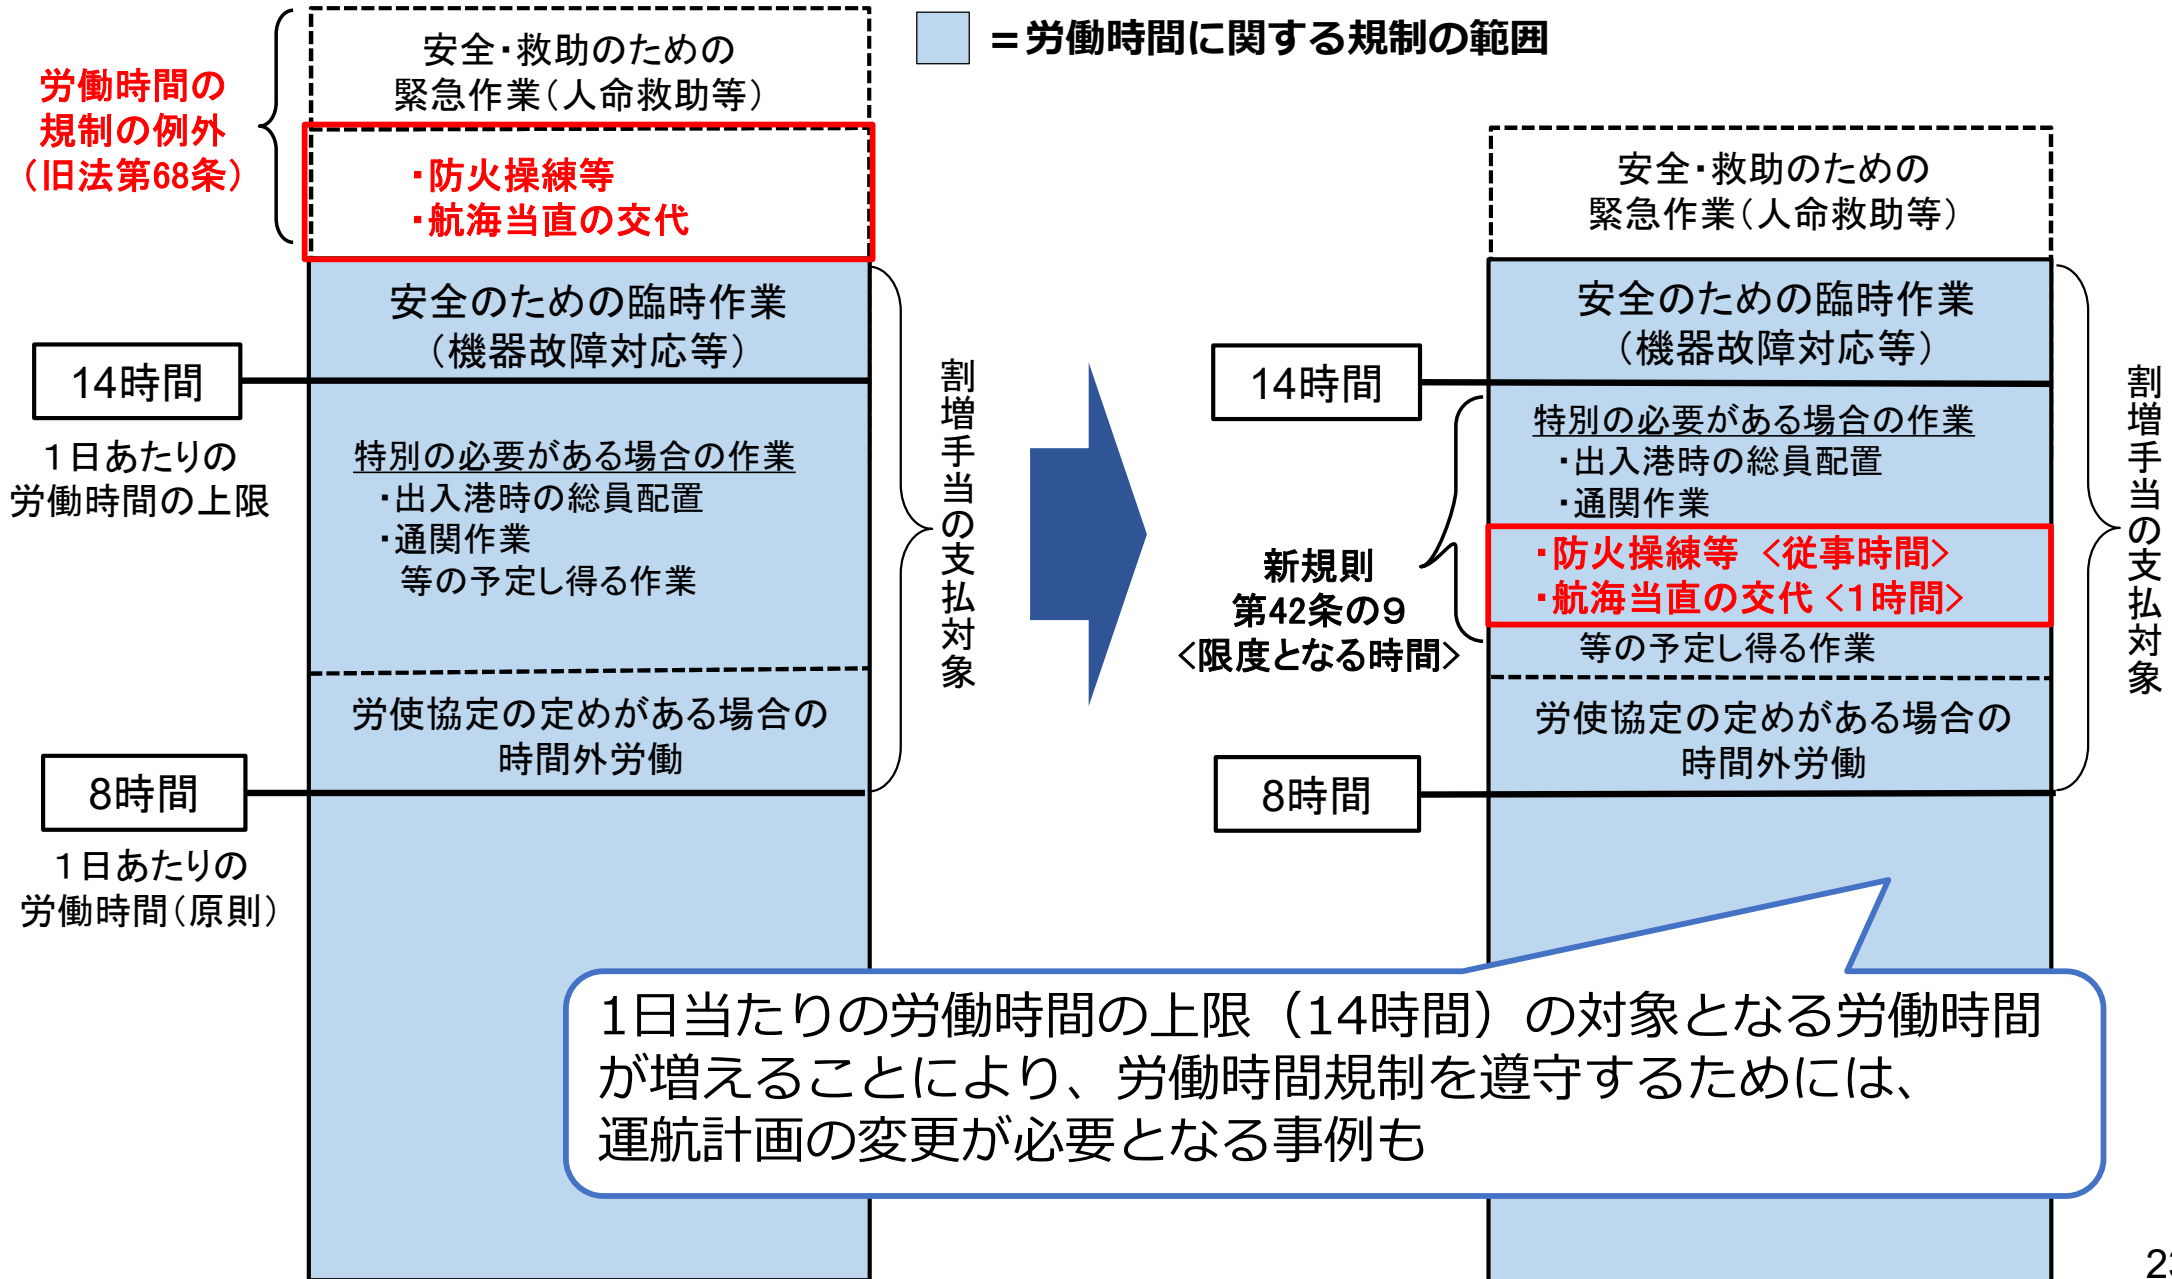 ＝労働時間に関する規制の範囲
労働時間の
規制の例外
（旧法第68条）
安全・救助のための
緊急作業（人命救助等）
・防火操練等
・航海当直の交代
安全のための臨時作業
（機器故障対応等）
14時間
１日あたりの
労働時間の上限
特別の必要がある場合の作業
・出入港時の総員配置
・通関作業
等の予定し得る作業
労使協定の定めがある場合の
時間外労働
8時間
１日あたりの
労働時間（原則）
割増手当の支払対象
安全・救助のための
緊急作業（人命救助等）
安全のための臨時作業
（機器故障対応等）
14時間
特別の必要がある場合の作業
・出入港時の総員配置
・通関作業
・防火操練等 <従事時間>
・航海当直の交代 <1時間>
等の予定し得る作業
新規則
第42条の９
<限度となる時間>
労使協定の定めがある場合の
時間外労働
8時間
割増手当の支払対象
1日当たりの労働時間の上限（14時間）の対象となる労働時間
が増えることにより、労働時間規制を遵守するためには、
運航計画の変更が必要となる事例も